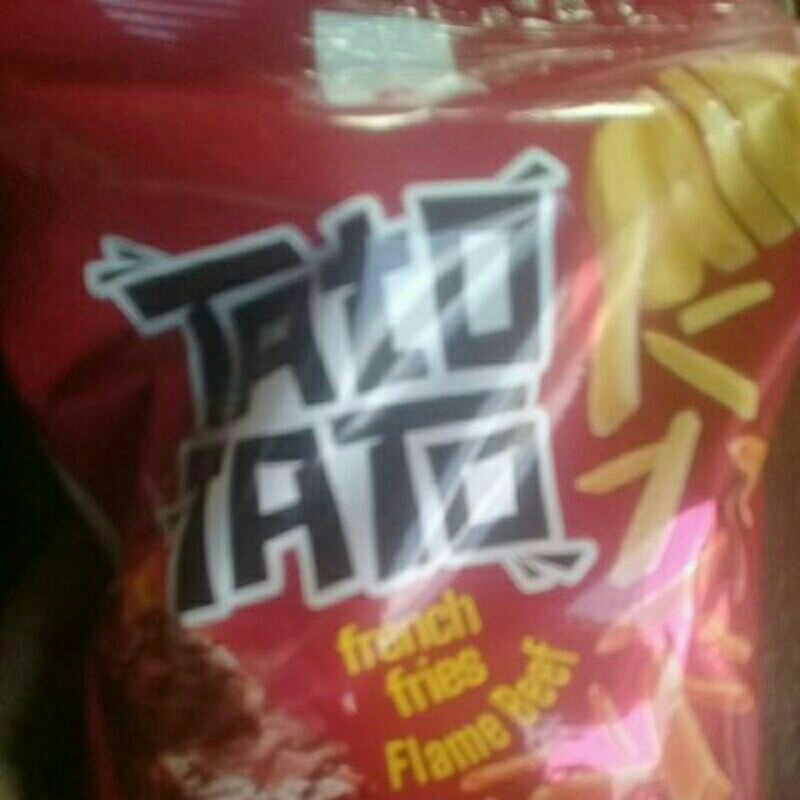 TATO
TATO
french
fries
Flame Beef